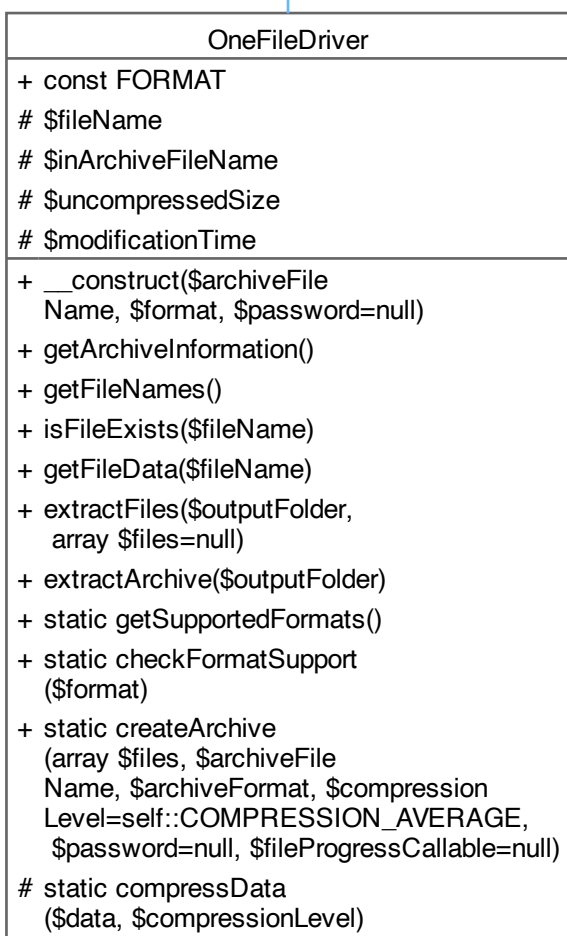 OneFileDriver
+ const FORMAT
# $fileName
# $inArchiveFileName
# $uncompressedSize
# $modificationTime
+ __construct($archiveFile
Name, $format, $password=null)
+ getArchiveInformation()
+ getFileNames()
+ isFileExists($fileName)
+ getFileData($fileName)
+ extractFiles($outputFolder,
array $files=null)
+ extractArchive($outputFolder)
+ static getSupportedFormats()
+ static checkFormatSupport
($format)
+ static createArchive
(array $files, $archiveFile
Name, $archiveFormat, $compression
Level=self::COMPRESSION_AVERAGE,
$password=null, $fileProgressCallable=null)
# static compressData
($data, $compressionLevel)